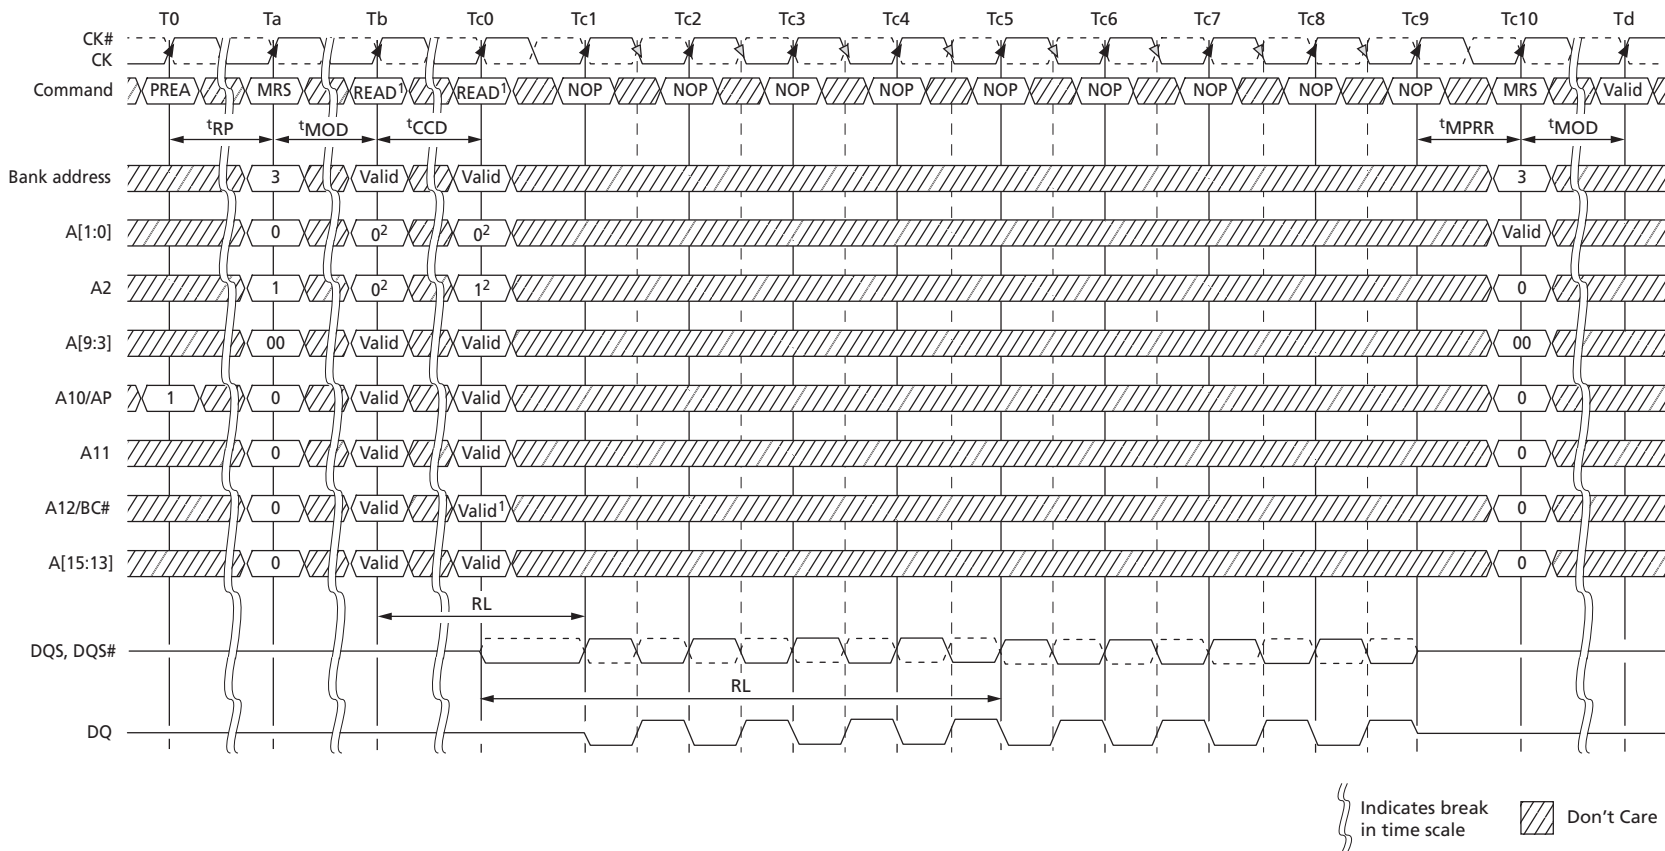 T0 Ta Tb Tc0 Tc1 Tc2 Tc3 Tc4 Tc5 Tc6 Tc7 Tc8 Tc9 Tc10 Td
CK#
CK
Command PREA MRS READ1 READ1 NOP NOP NOP NOP NOP NOP NOP NOP NOP MRS Valid
tRP tMOD tCCD tMPRR tMOD
Bank address 3 Valid Valid 3
A[1:0] 0 02 02 Valid
A2 1 02 12 0
A[9:3] 00 Valid Valid 00
A10/AP 1 0 Valid Valid 0
A11 0 Valid Valid 0
A12/BC# 0 Valid Valid1 0
A[15:13] 0 Valid Valid 0
RL
DQS, DQS#
RL
DQ
Indicates break
in time scale
Don't Care